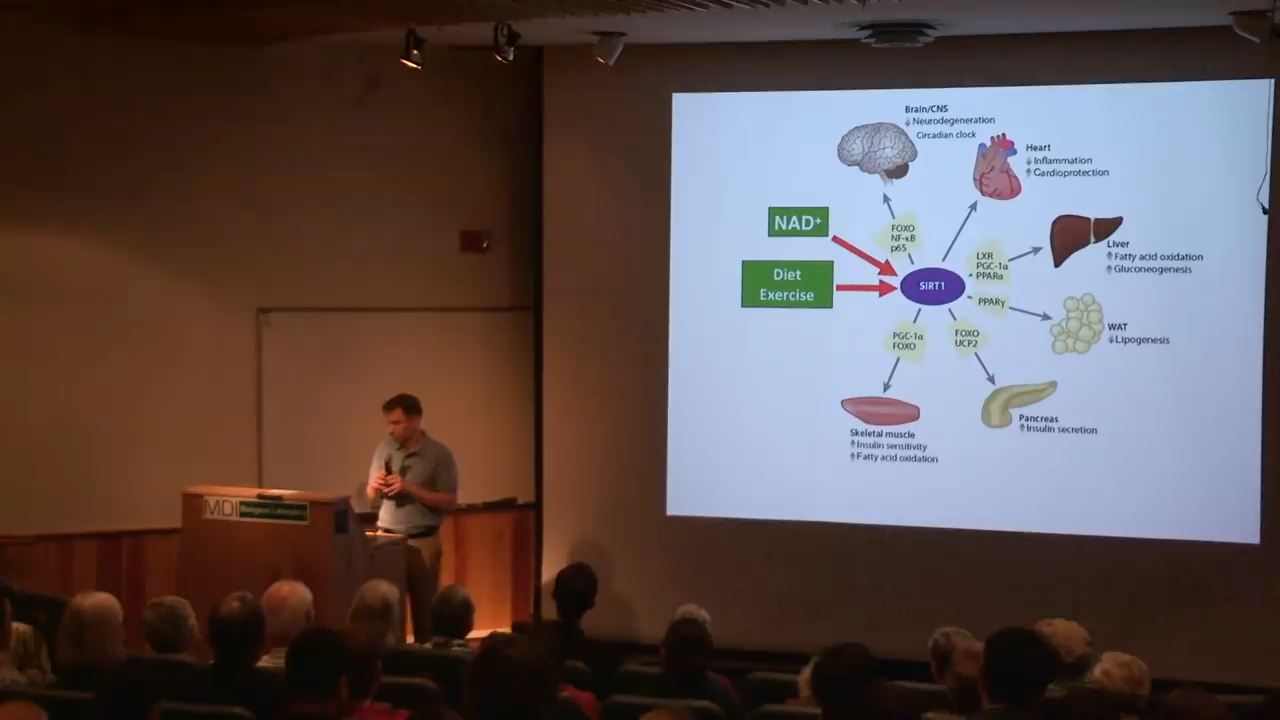 Brain/CNS
Neurodegeneration
Circadian clock
Heart
Inflammation
Cardioprotection
NAD+
FOXO
NF-κB
p65
LXR
PGC-1α
PPARα
Liver
Fatty acid oxidation
Gluconeogenesis
Diet
Exercise
SIRT1
PPARγ
WAT
Lipogenesis
PGC-1α
FOXO
FOXO
UCP2
Pancreas
Insulin secretion
Skeletal muscle
Insulin sensitivity
Fatty acid oxidation
MDI Biological Laboratory